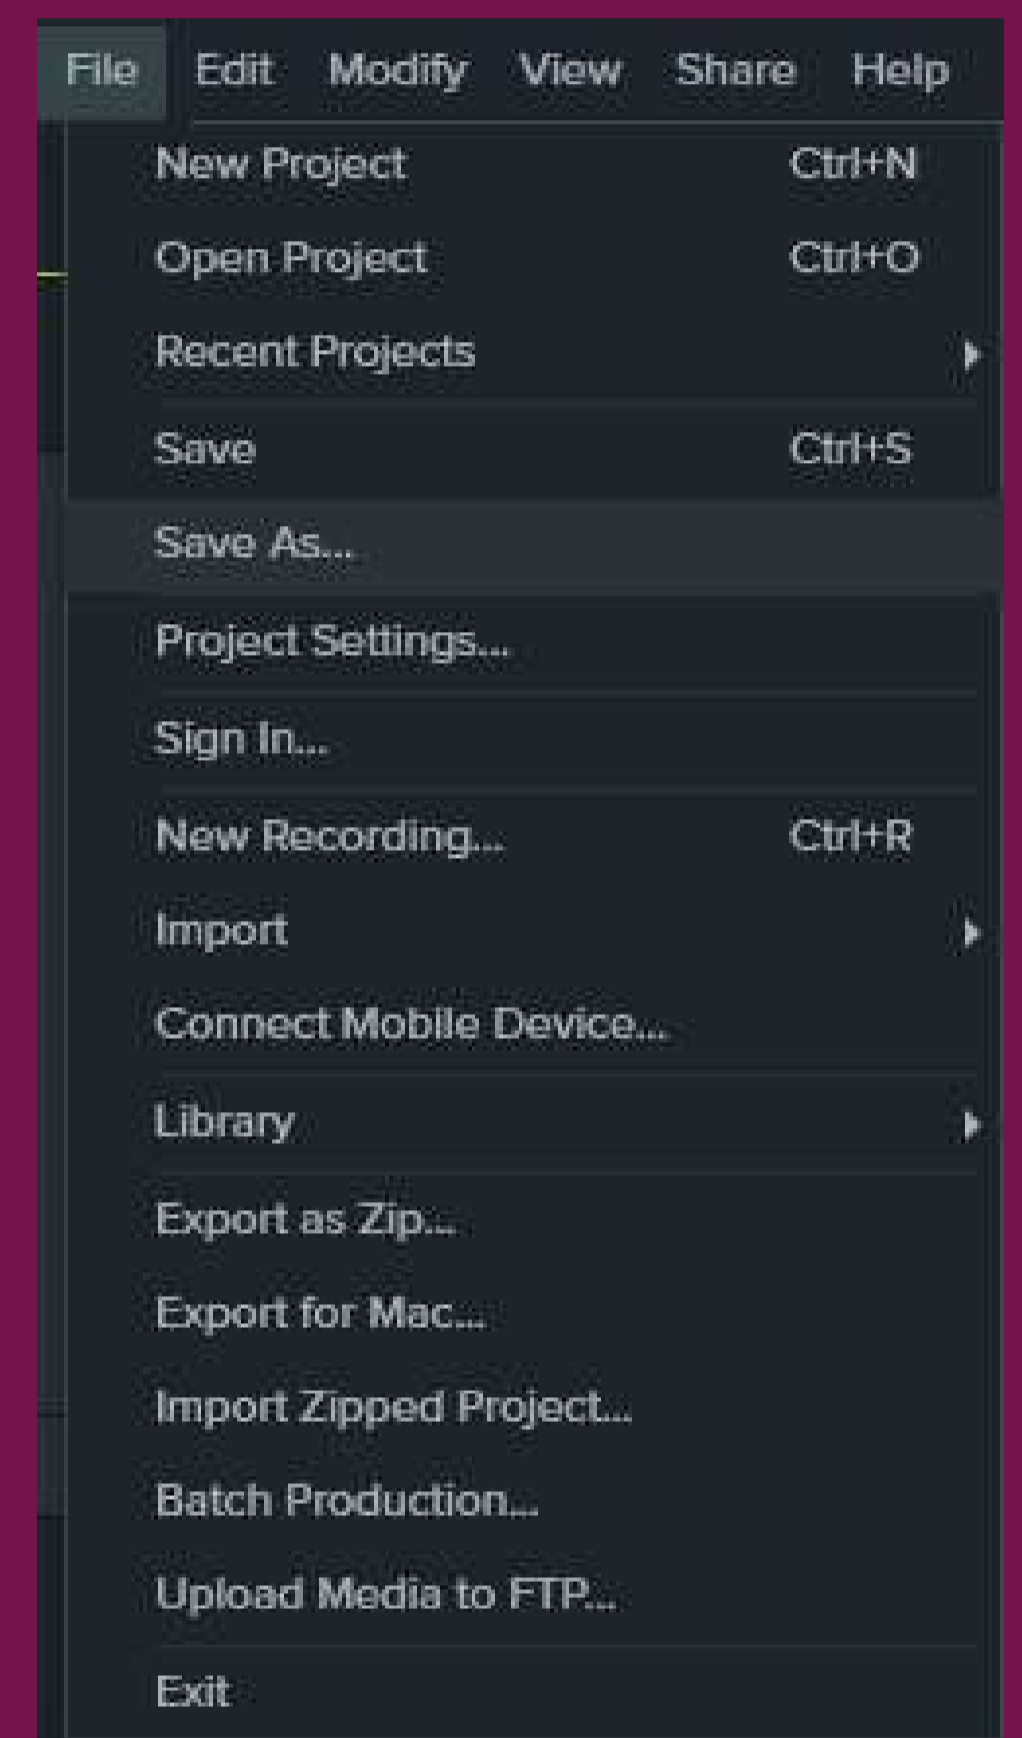 File Edit Modify View Share Help
New Project Ctrl+N
Open Project Ctrl+O
Recent Projects
Save Ctrl+S
Save As...
Project Settings...
Sign In...
New Recording... Ctrl+R
Import
Connect Mobile Device...
Library
Export as Zip...
Export for Mac...
Import Zipped Project...
Batch Production...
Upload Media to FTP...
Exit